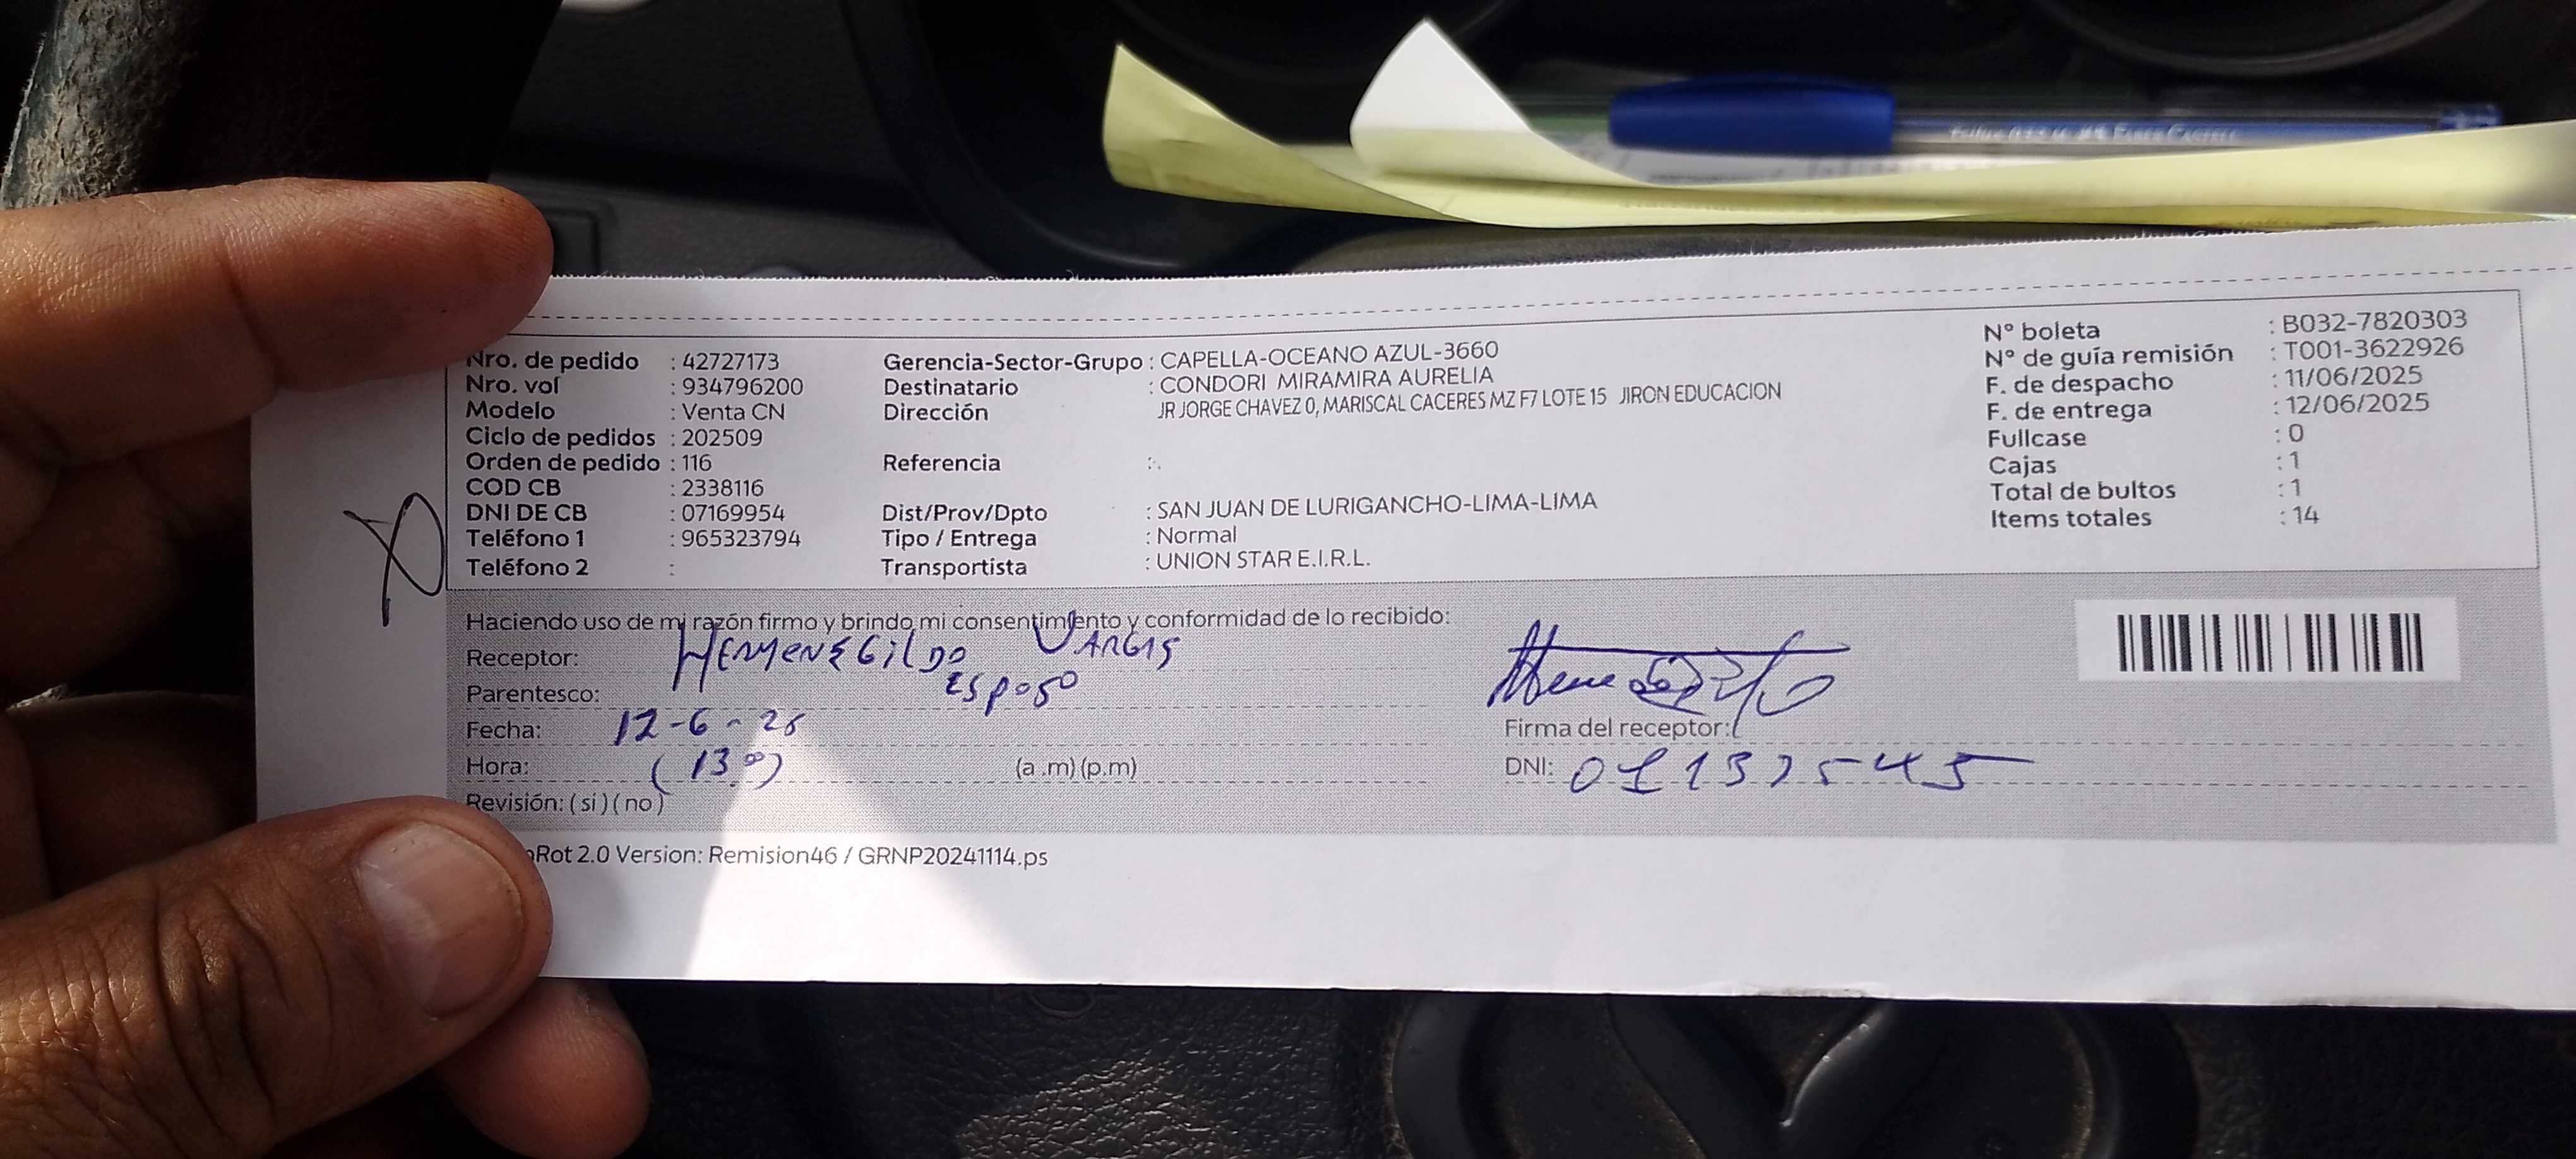 Nro. de pedido : 42727173
Nro. vol : 934796200
Modelo : Venta CN
Ciclo de pedidos : 202509
Orden de pedido : 116
COD CB : 2338116
DNI DE CB : 07169954
Teléfono 1 : 965323794
Teléfono 2 :
Gerencia-Sector-Grupo : CAPELLA-OCEANO AZUL-3660
Destinatario : CONDORI MIRAMIRA AURELIA
Dirección JR JORGE CHAVEZ 0, MARISCAL CACERES MZ F7 LOTE 15 JIRON EDUCACION
Referencia :.
Dist/Prov/Dpto : SAN JUAN DE LURIGANCHO-LIMA-LIMA
Tipo / Entrega : Normal
Transportista : UNION STAR E.I.R.L.
N° boleta : B032-7820303
N° de guía remisión : T001-3622926
F. de despacho : 11/06/2025
F. de entrega : 12/06/2025
Fullcase : 0
Cajas : 1
Total de bultos : 1
Items totales : 14
Haciendo uso de mi razón firmo y brindo mi consentimiento y conformidad de lo recibido:
Receptor: HERMENEGILDO VARGAS
Parentesco: ESPOSO
Fecha: 12-6-25
Hora: (13 00) (a.m) (p.m)
Revisión: (si) (no)
Firma del receptor:
DNI:
Rot 2.0 Version: Remision46 / GRNP20241114.ps